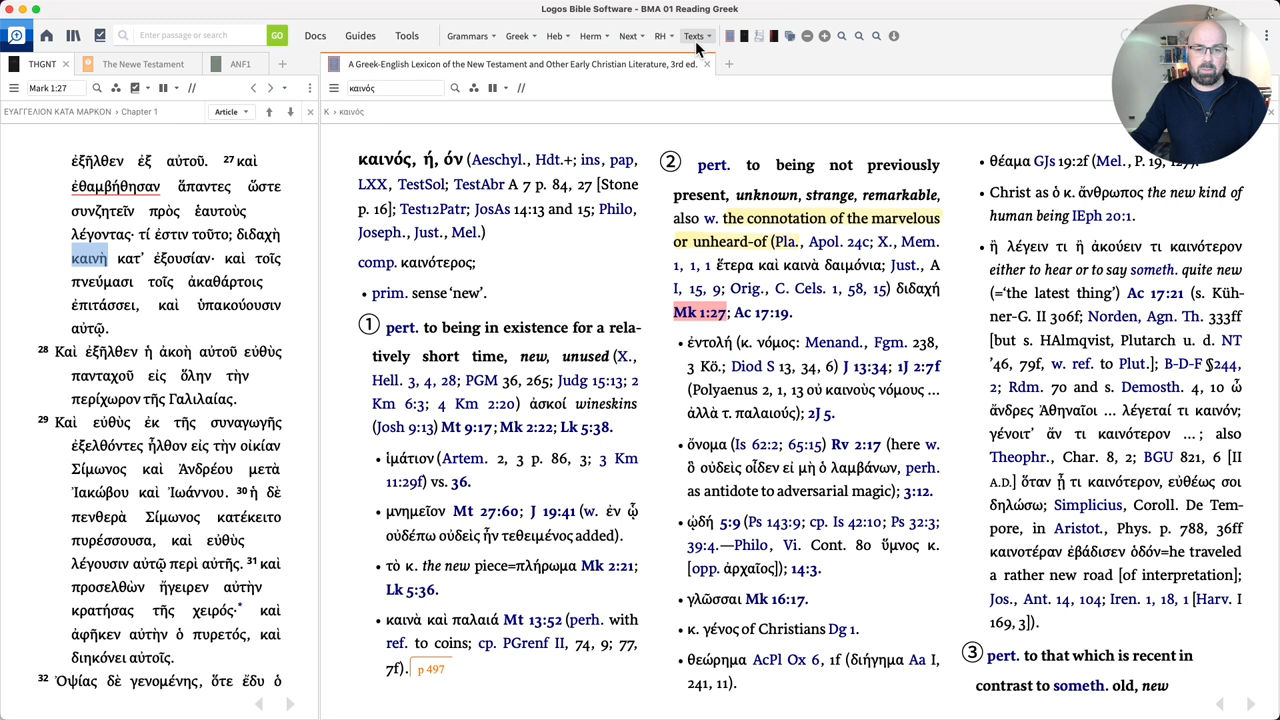 Logos Bible Software - BMA 01 Reading Greek
Enter passage or search
GO
Docs
Guides
Tools
Grammars
Greek
Heb
Herm
Next
RH
Texts
THGNT
The Newe Testament
ANF1
A Greek-English Lexicon of the New Testament and Other Early Christian Literature, 3rd ed.
Mark 1:27
καινός
ΕΥΑΓΓΕΛΙΟΝ ΚΑΤΑ ΜΑΡΚΟΝ › Chapter 1
Article
K › καινός
ἐξῆλθεν ἐξ αὐτοῦ. 27 καὶ
ἐθαμβήθησαν ἅπαντες ὥστε
συνζητεῖν πρὸς ἑαυτοὺς
λέγοντας· τί ἐστιν τοῦτο; διδαχὴ
καινὴ κατ’ ἐξουσίαν· καὶ τοῖς
πνεύμασι τοῖς ἀκαθάρτοις
ἐπιτάσσει, καὶ ὑπακούουσιν
αὐτῷ.
28 Καὶ ἐξῆλθεν ἡ ἀκοὴ αὐτοῦ εὐθὺς
πανταχοῦ εἰς ὅλην τὴν
περίχωρον τῆς Γαλιλαίας.
29 Καὶ εὐθὺς ἐκ τῆς συναγωγῆς
ἐξελθόντες ἦλθον εἰς τὴν οἰκίαν
Σίμωνος καὶ Ἀνδρέου μετὰ
Ἰακώβου καὶ Ἰωάννου. 30 ἡ δὲ
πενθερὰ Σίμωνος κατέκειτο
πυρέσσουσα, καὶ εὐθὺς
λέγουσιν αὐτῷ περὶ αὐτῆς. 31 καὶ
προσελθὼν ἤγειρεν αὐτὴν
κρατήσας τῆς χειρός·* καὶ
ἀφῆκεν αὐτὴν ὁ πυρετός, καὶ
διηκόνει αὐτοῖς.
32 Ὀψίας δὲ γενομένης, ὅτε ἔδυ ὁ
καινός, ή, όν (Aeschyl., Hdt.+; ins, pap,
LXX, TestSol; TestAbr A 7 p. 84, 27 [Stone
p. 16]; Test12Patr; JosAs 14:13 and 15; Philo,
Joseph., Just., Mel.)
comp. καινότερος;
• prim. sense ‘new’.
① pert. to being in existence for a rela-
tively short time, new, unused (X.,
Hell. 3, 4, 28; PGM 36, 265; Judg 15:13; 2
Km 6:3; 4 Km 2:20) ἀσκοί wineskins
(Josh 9:13) Mt 9:17; Mk 2:22; Lk 5:38.
• ἱμάτιον (Artem. 2, 3 p. 86, 3; 3 Km
11:29f) vs. 36.
• μνημεῖον Mt 27:60; J 19:41 (w. ἐν ᾧ
οὐδέπω οὐδεὶς ἦν τεθειμένος added).
• τὸ κ. the new piece=πλήρωμα Mk 2:21;
Lk 5:36.
• καινὰ καὶ παλαιά Mt 13:52 (perh. with
ref. to coins; cp. PGrenf II, 74, 9; 77,
7f). p 497
② pert. to being not previously
present, unknown, strange, remarkable,
also w. the connotation of the marvelous
or unheard-of (Pla., Apol. 24c; X., Mem.
1, 1, 1 ἕτερα καὶ καινὰ δαιμόνια; Just., A
I, 15, 9; Orig., C. Cels. 1, 58, 15) διδαχή
Mk 1:27; Ac 17:19.
• ἐντολή (κ. νόμος: Menand., Fgm. 238,
3 Kö.; Diod S 13, 34, 6) J 13:34; 1J 2:7f
(Polyaenus 2, 1, 13 οὐ καινοὺς νόμους …
ἀλλὰ τ. παλαιούς); 2J 5.
• ὄνομα (Is 62:2; 65:15) Rv 2:17 (here w.
ὃ οὐδεὶς οἶδεν εἰ μὴ ὁ λαμβάνων, perh.
as antidote to adversarial magic); 3:12.
• ᾠδή 5:9 (Ps 143:9; cp. Is 42:10; Ps 32:3;
39:4.—Philo, Vi. Cont. 80 ὕμνος κ.
[opp. ἀρχαῖος]); 14:3.
• γλῶσσαι Mk 16:17.
• κ. γένος of Christians Dg 1.
• θεώρημα AcPl Ox 6, 1f (διήγημα Aa I,
241, 11).
• θέαμα GJs 19:2f (Mel., P. 19, 127).
• Christ as ὁ κ. ἄνθρωπος the new kind of
human being IEph 20:1.
• ἢ λέγειν τι ἢ ἀκούειν τι καινότερον
either to hear or to say someth. quite new
(=‘the latest thing’) Ac 17:21 (s. Küh-
ner-G. II 306f; Norden, Agn. Th. 333ff
[but s. HAlmqvist, Plutarch u. d. NT
’46, 79f, w. ref. to Plut.]; B-D-F §244,
2; Rdm. 70 and s. Demosth. 4, 10 ὦ
ἄνδρες Ἀθηναῖοι … λέγεταί τι καινόν;
γένοιτ’ ἄν τι καινότερον …; also
Theophr., Char. 8, 2; BGU 821, 6 [II
A.D.] ὅταν ᾖ τι καινότερον, εὐθέως σοι
δηλώσω; Simplicius, Coroll. De Tem-
pore, in Aristot., Phys. p. 788, 36ff
καινοτέραν ἐβάδισεν ὁδόν=he traveled
a rather new road [of interpretation];
Jos., Ant. 14, 104; Iren. 1, 18, 1 [Harv. I
169, 3]).
③ pert. to that which is recent in
contrast to someth. old, new